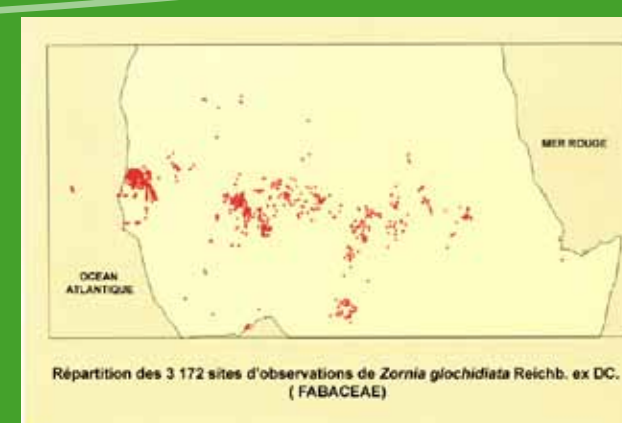 MER ROUGE
OCEAN
ATLANTIQUE
Répartition des 3 172 sites d'observations de Zornia glochidiata Reichb. ex DC.
( FABACEAE)